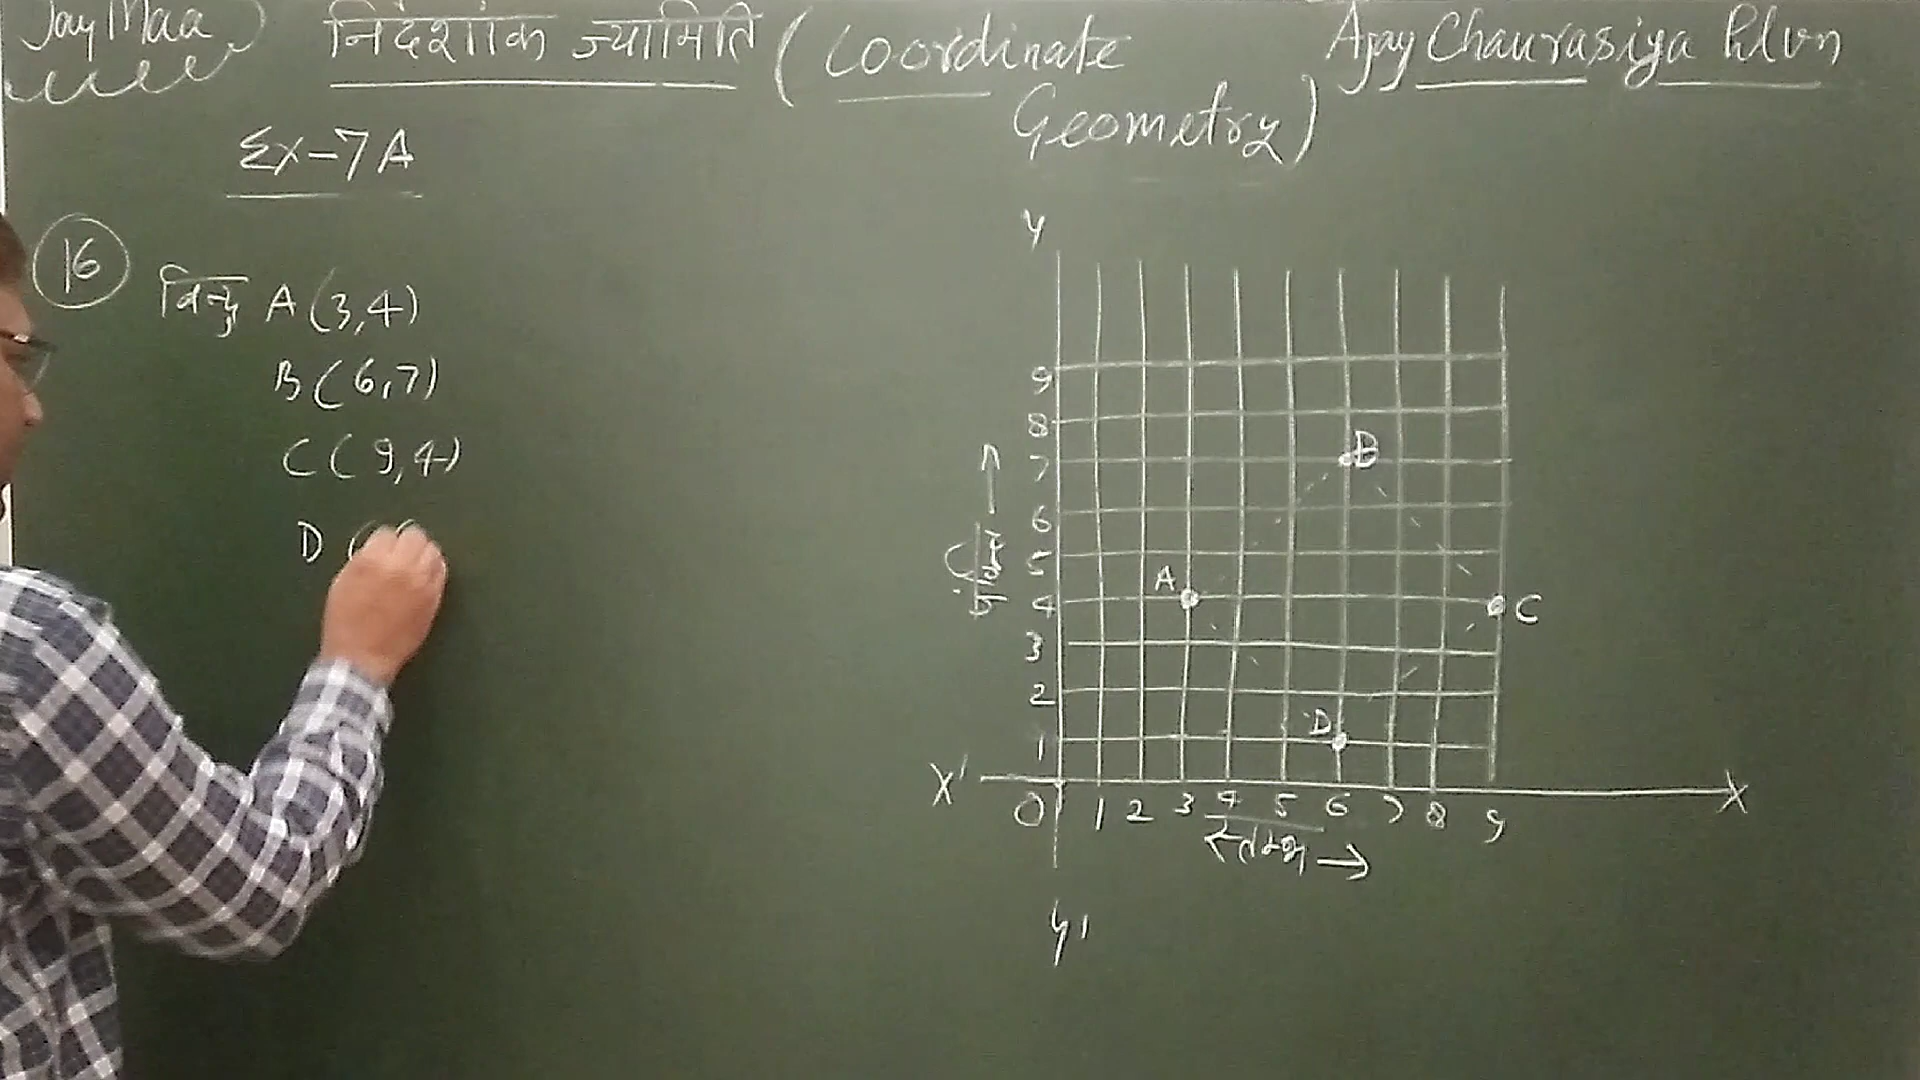 Jay Maa
निर्देशांक ज्यामिति ( Coordinate
Geometry)
Ajay Chaurasiya
Ex-7A
16
बिन्दु A (3,4)
B (6,7)
C ( 9,4)
D (
Y
9
8
7
6
5
4
3
2
1
A
B
C
D
X'
X
0 1 2 3 4 5 6 7 8 9
स्तंभ →
Y'